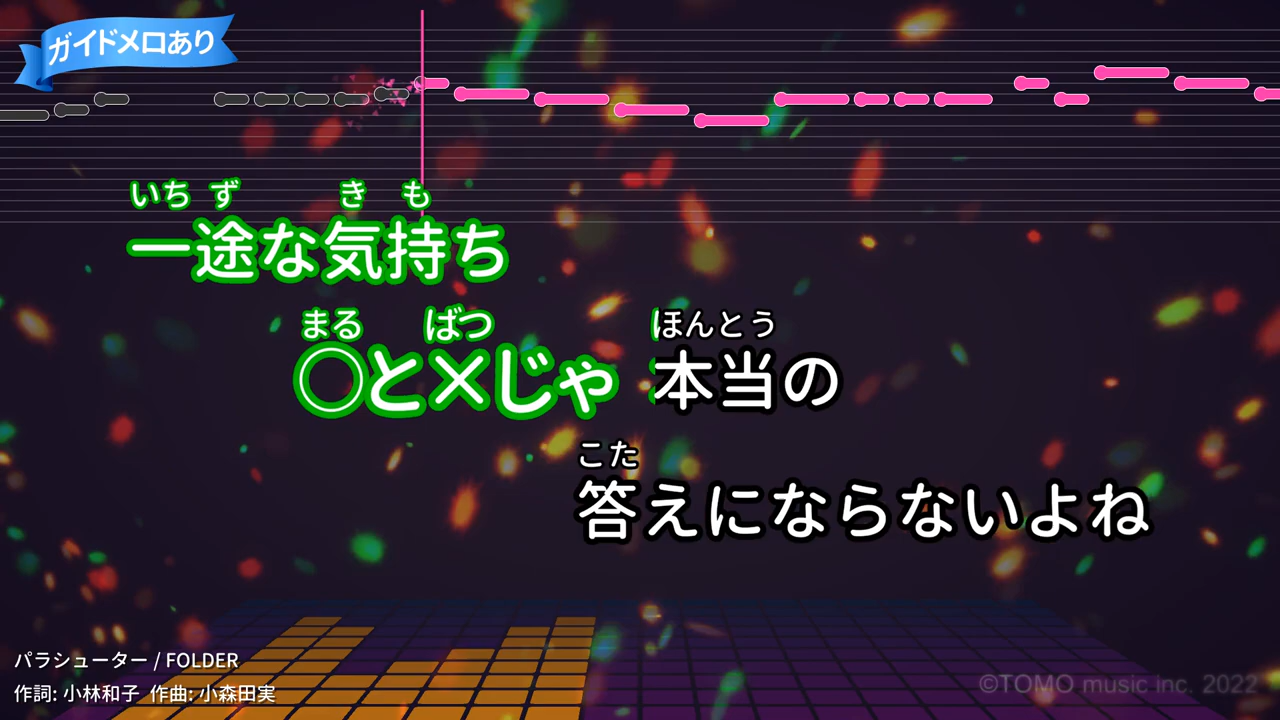 ガイドメロあり
いち ず き も
一途な気持ち
まる ばつ ほんとう
○と×じゃ 本当の
こた
答えにならないよね
パラシューター / FOLDER
作詞: 小林和子 作曲: 小森田実
©TOMO music inc. 2022